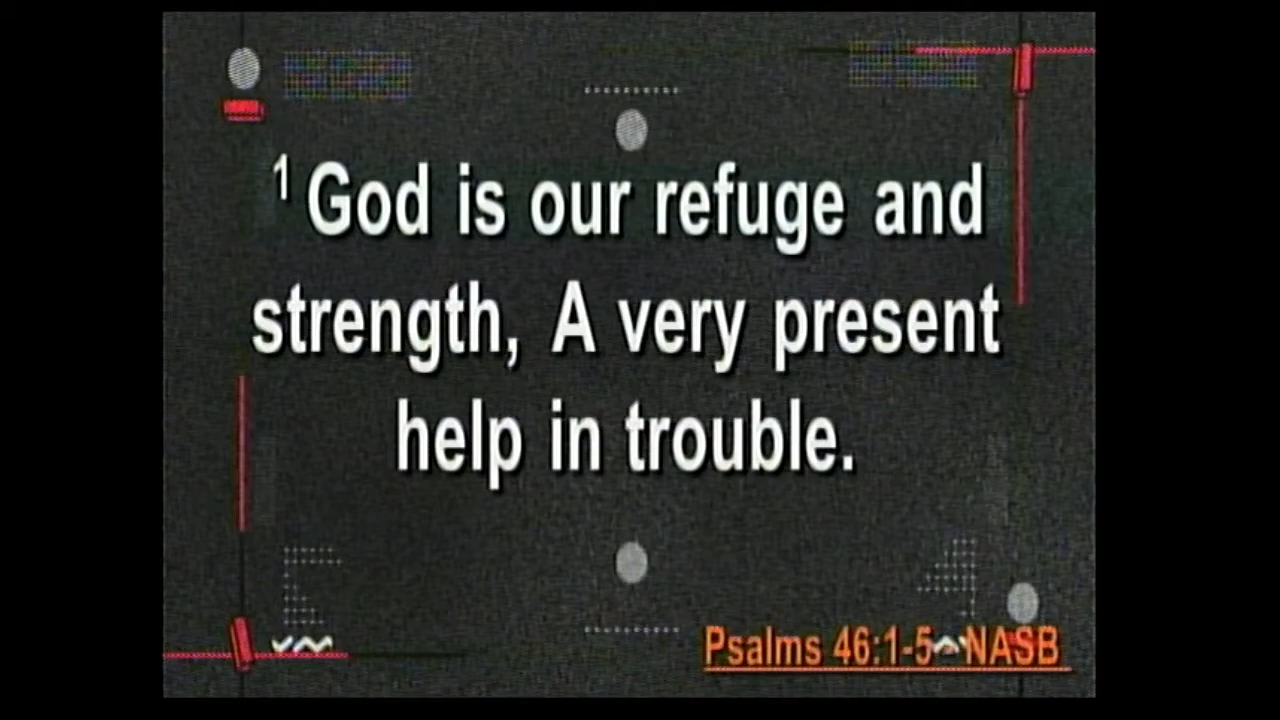 1 God is our refuge and
strength, A very present
help in trouble.
Psalms 46:1-5 - NASB